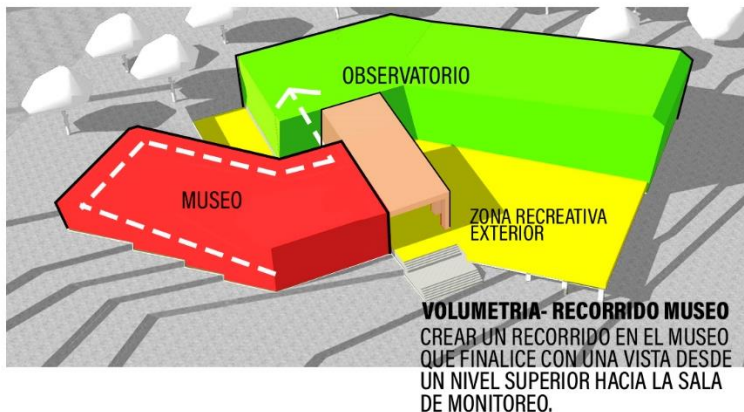 OBSERVATORIO
MUSEO
ZONA RECREATIVA
EXTERIOR
VOLUMETRIA- RECORRIDO MUSEO
CREAR UN RECORRIDO EN EL MUSEO
QUE FINALICE CON UNA VISTA DESDE
UN NIVEL SUPERIOR HACIA LA SALA
DE MONITOREO.